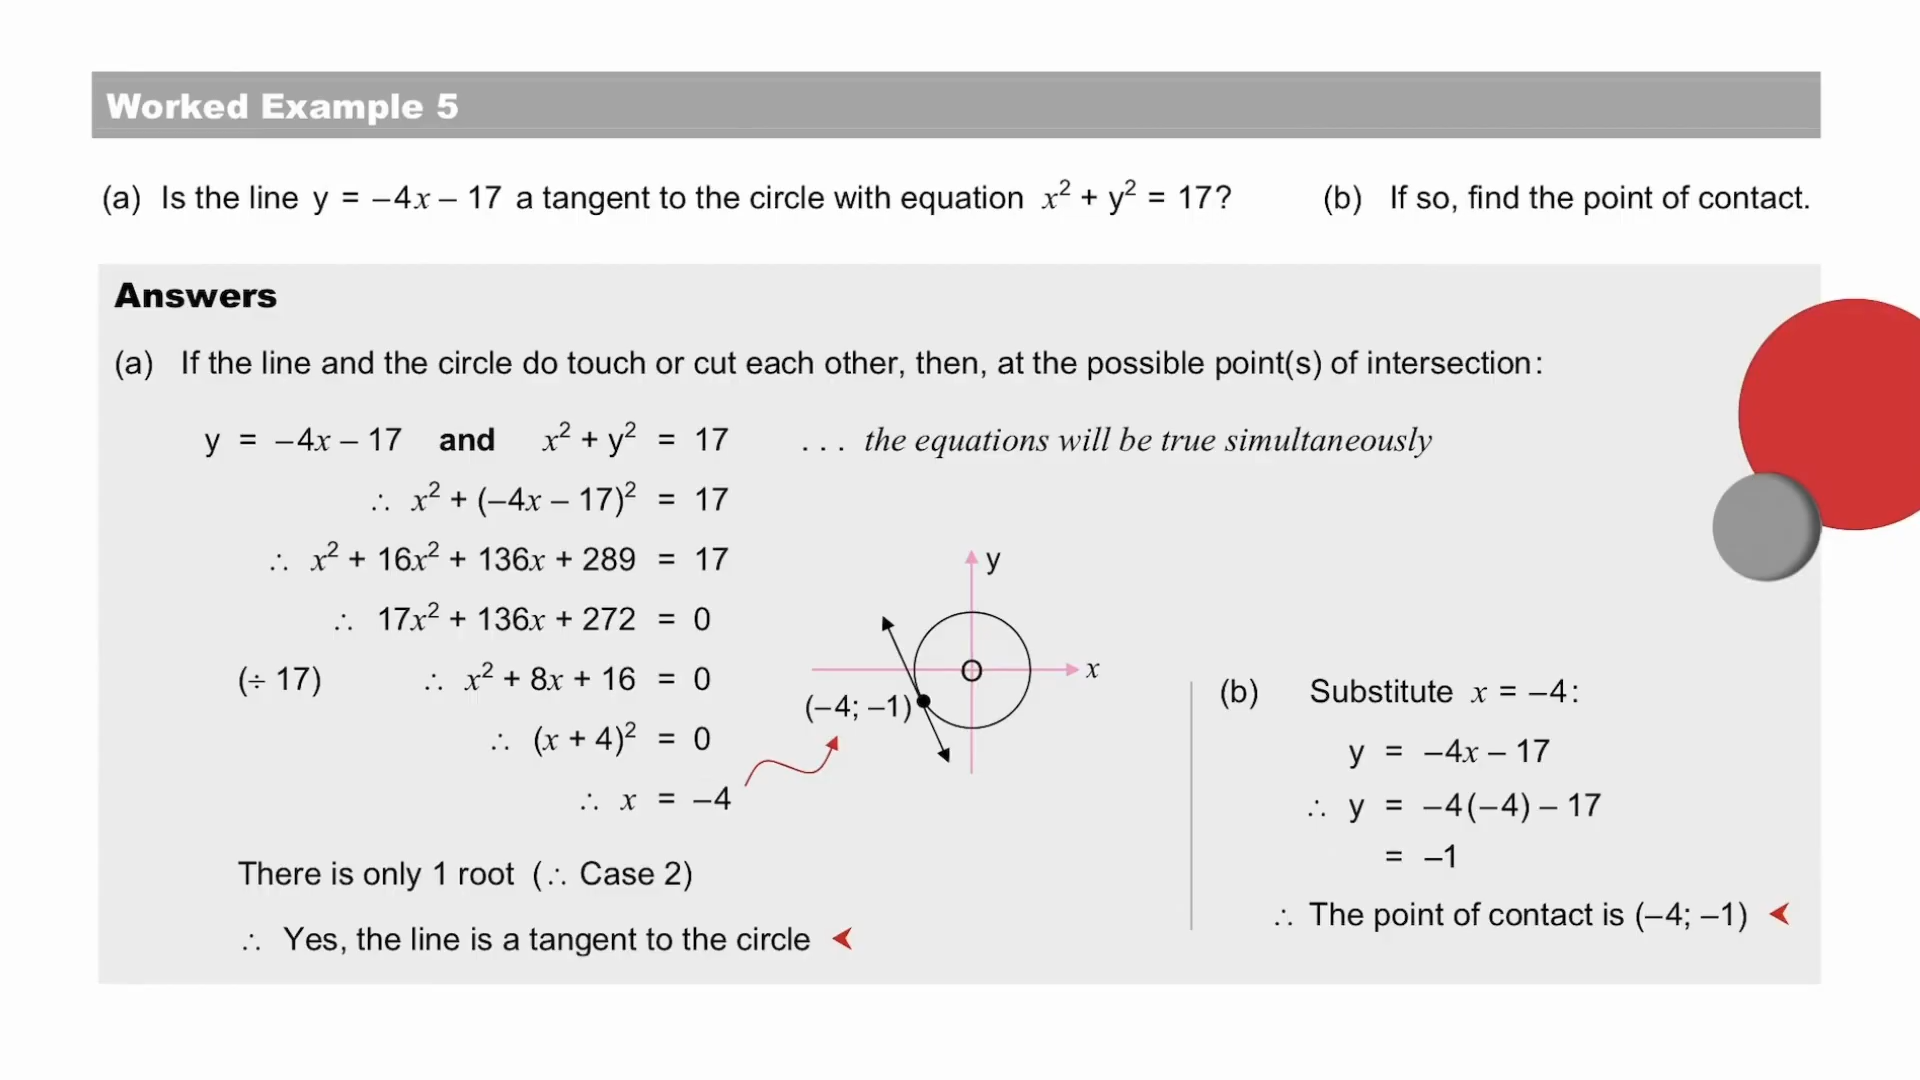 Worked Example 5
(a) Is the line y = –4x – 17 a tangent to the circle with equation x² + y² = 17? (b) If so, find the point of contact.
Answers
(a) If the line and the circle do touch or cut each other, then, at the possible point(s) of intersection:
y = –4x – 17 and x² + y² = 17 . . . the equations will be true simultaneously
∴ x² + (–4x – 17)² = 17
∴ x² + 16x² + 136x + 289 = 17
∴ 17x² + 136x + 272 = 0
(÷ 17) ∴ x² + 8x + 16 = 0
∴ (x + 4)² = 0
∴ x = –4
There is only 1 root (∴ Case 2)
∴ Yes, the line is a tangent to the circle
y
O
x
(–4; –1)
(b) Substitute x = –4:
y = –4x – 17
∴ y = –4(–4) – 17
= –1
∴ The point of contact is (–4; –1)